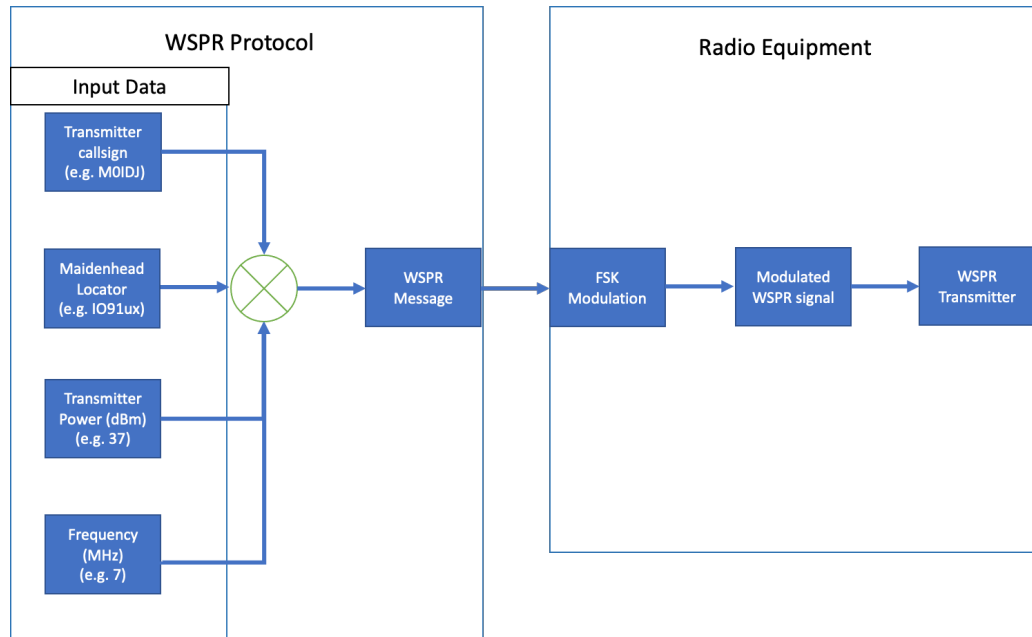 WSPR Protocol
Radio Equipment
Input Data
Transmitter
callsign
(e.g. M0IDJ)
Maidenhead
Locator
(e.g. IO91ux)
Transmitter
Power (dBm)
(e.g. 37)
Frequency
(MHz)
(e.g. 7)
WSPR
Message
FSK
Modulation
Modulated
WSPR signal
WSPR
Transmitter